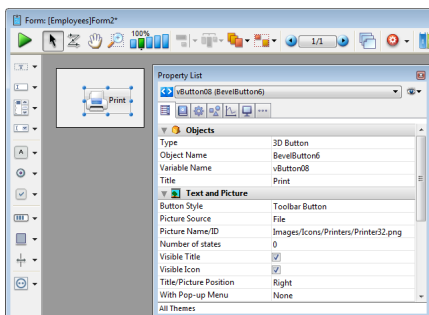 Form: [Employees]Form2*
100%
1/1
Print
Property List
vButton08 (BevelButton6)
Objects
Type 3D Button
Object Name BevelButton6
Variable Name vButton08
Title Print
Text and Picture
Button Style Toolbar Button
Picture Source File
Picture Name/ID Images/Icons/Printers/Printer32.png
Number of states 0
Visible Title
Visible Icon
Title/Picture Position Right
With Pop-up Menu None
All Themes